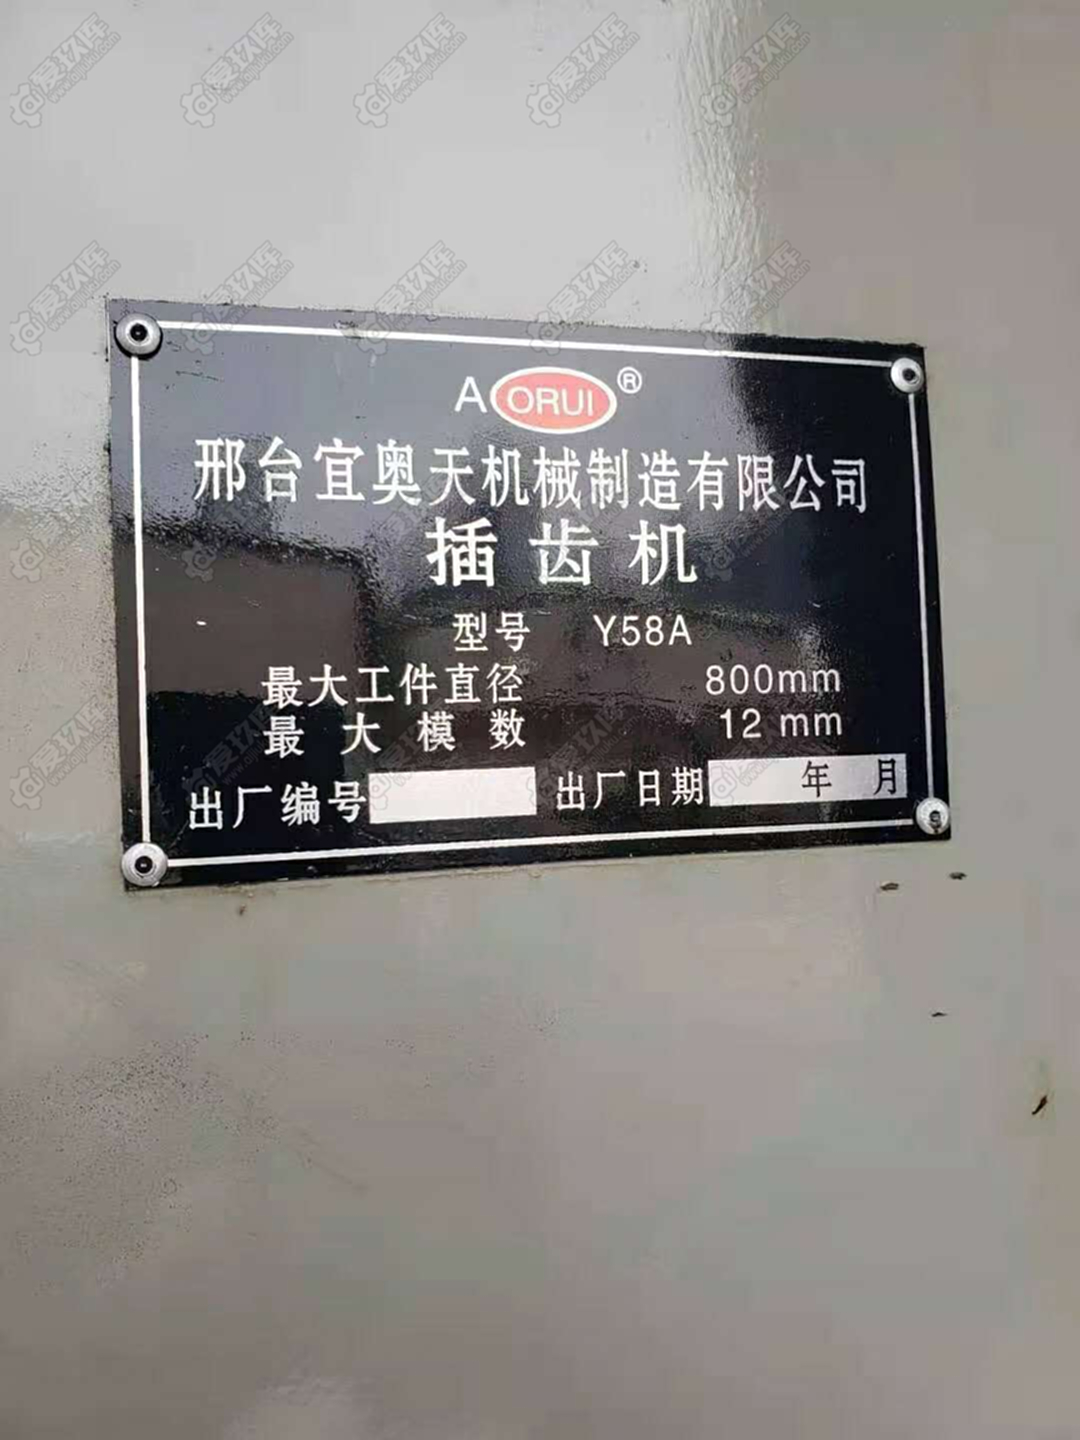 AORUI®
邢台宜奥天机械制造有限公司
插齿机
型号 Y58A
最大工件直径 800mm
最大模数 12 mm
出厂编号 出厂日期 年 月